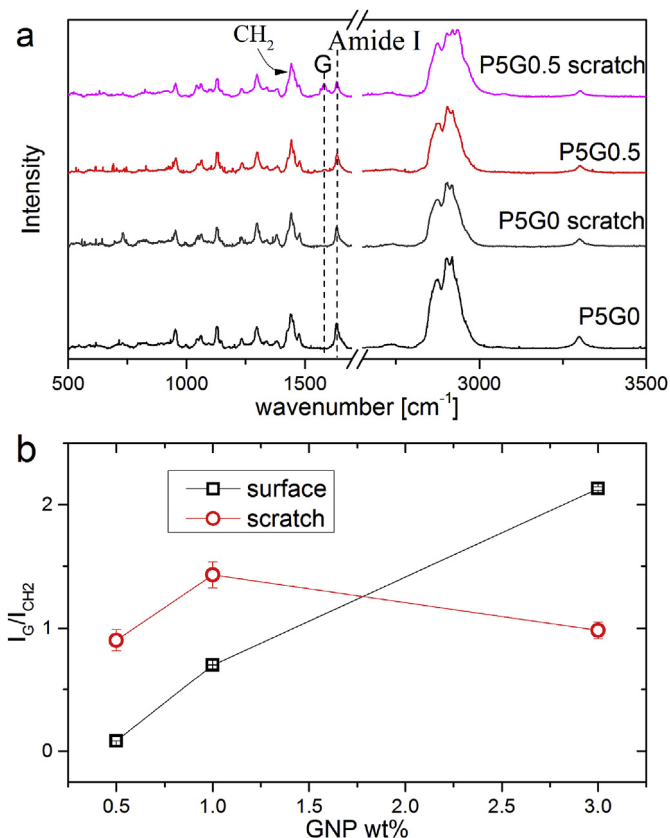 a
CH₂
G
Amide I
P5G0.5 scratch
P5G0.5
P5G0 scratch
P5G0
Intensity
500 1000 1500 3000 3500
wavenumber [cm⁻¹]
b
surface
scratch
I_G/I_CH2
2
1
0
0.5 1.0 1.5 2.0 2.5 3.0
GNP wt%